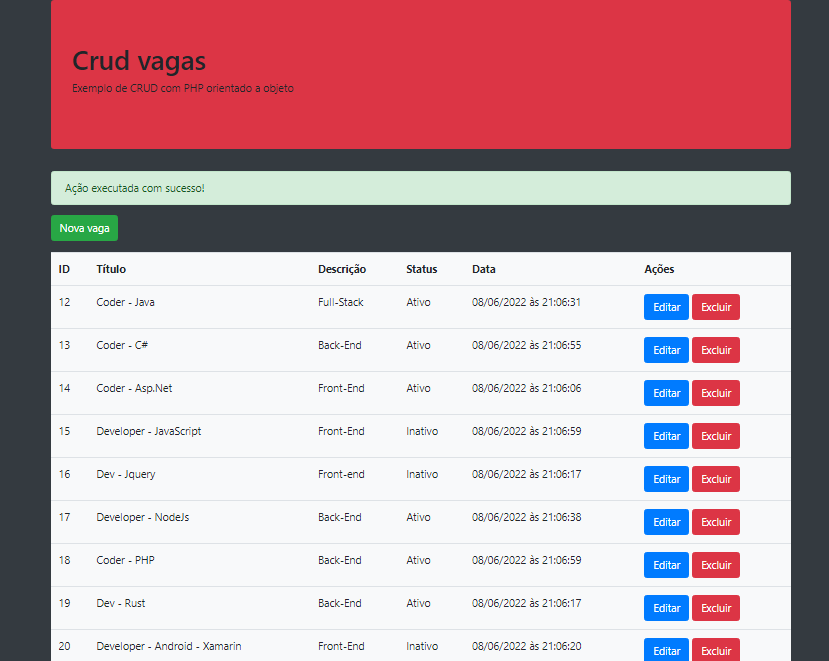 Crud vagas
Exemplo de CRUD com PHP orientado a objeto
Ação executada com sucesso!
Nova vaga
ID Título Descrição Status Data Ações
12 Coder - Java Full-Stack Ativo 08/06/2022 às 21:06:31 Editar Excluir
13 Coder - C# Back-End Ativo 08/06/2022 às 21:06:55 Editar Excluir
14 Coder - Asp.Net Front-End Ativo 08/06/2022 às 21:06:06 Editar Excluir
15 Developer - JavaScript Front-End Inativo 08/06/2022 às 21:06:59 Editar Excluir
16 Dev - Jquery Front-end Inativo 08/06/2022 às 21:06:17 Editar Excluir
17 Developer - NodeJs Back-End Ativo 08/06/2022 às 21:06:38 Editar Excluir
18 Coder - PHP Back-End Ativo 08/06/2022 às 21:06:59 Editar Excluir
19 Dev - Rust Back-End Ativo 08/06/2022 às 21:06:17 Editar Excluir
20 Developer - Android - Xamarin Front-End Inativo 08/06/2022 às 21:06:20 Editar Excluir